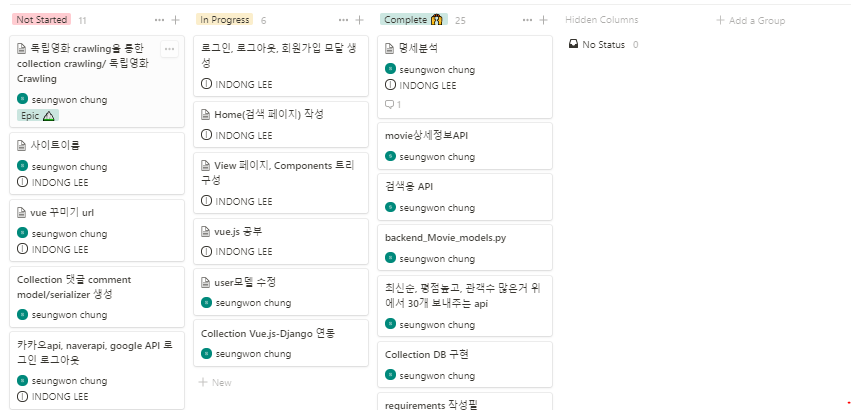 Not Started 11
독립영화 crawling을 통한
collection crawling/ 독립영화
Crawling
seungwon chung
Epic
사이트이름
seungwon chung
INDONG LEE
vue 꾸미기 url
seungwon chung
INDONG LEE
Collection 댓글 comment
model/serializer 생성
seungwon chung
카카오api, naverapi, google API 로
그인 로그아웃
seungwon chung
INDONG LEE
In Progress 6
로그인, 로그아웃, 회원가입 모달 생
성
INDONG LEE
Home(검색 페이지) 작성
INDONG LEE
View 페이지, Components 트리
구성
INDONG LEE
vue.js 공부
INDONG LEE
user모델 수정
seungwon chung
Collection Vue.js-Django 연동
seungwon chung
+ New
Complete 25
명세분석
seungwon chung
INDONG LEE
1
movie상세정보API
seungwon chung
검색용 API
seungwon chung
backend_Movie_models.py
seungwon chung
최신순, 평점높고, 관객수 많은거 위
에서 30개 보내주는 api
seungwon chung
Collection DB 구현
seungwon chung
requirements 작성필
Hidden Columns
No Status 0
+ Add a Group